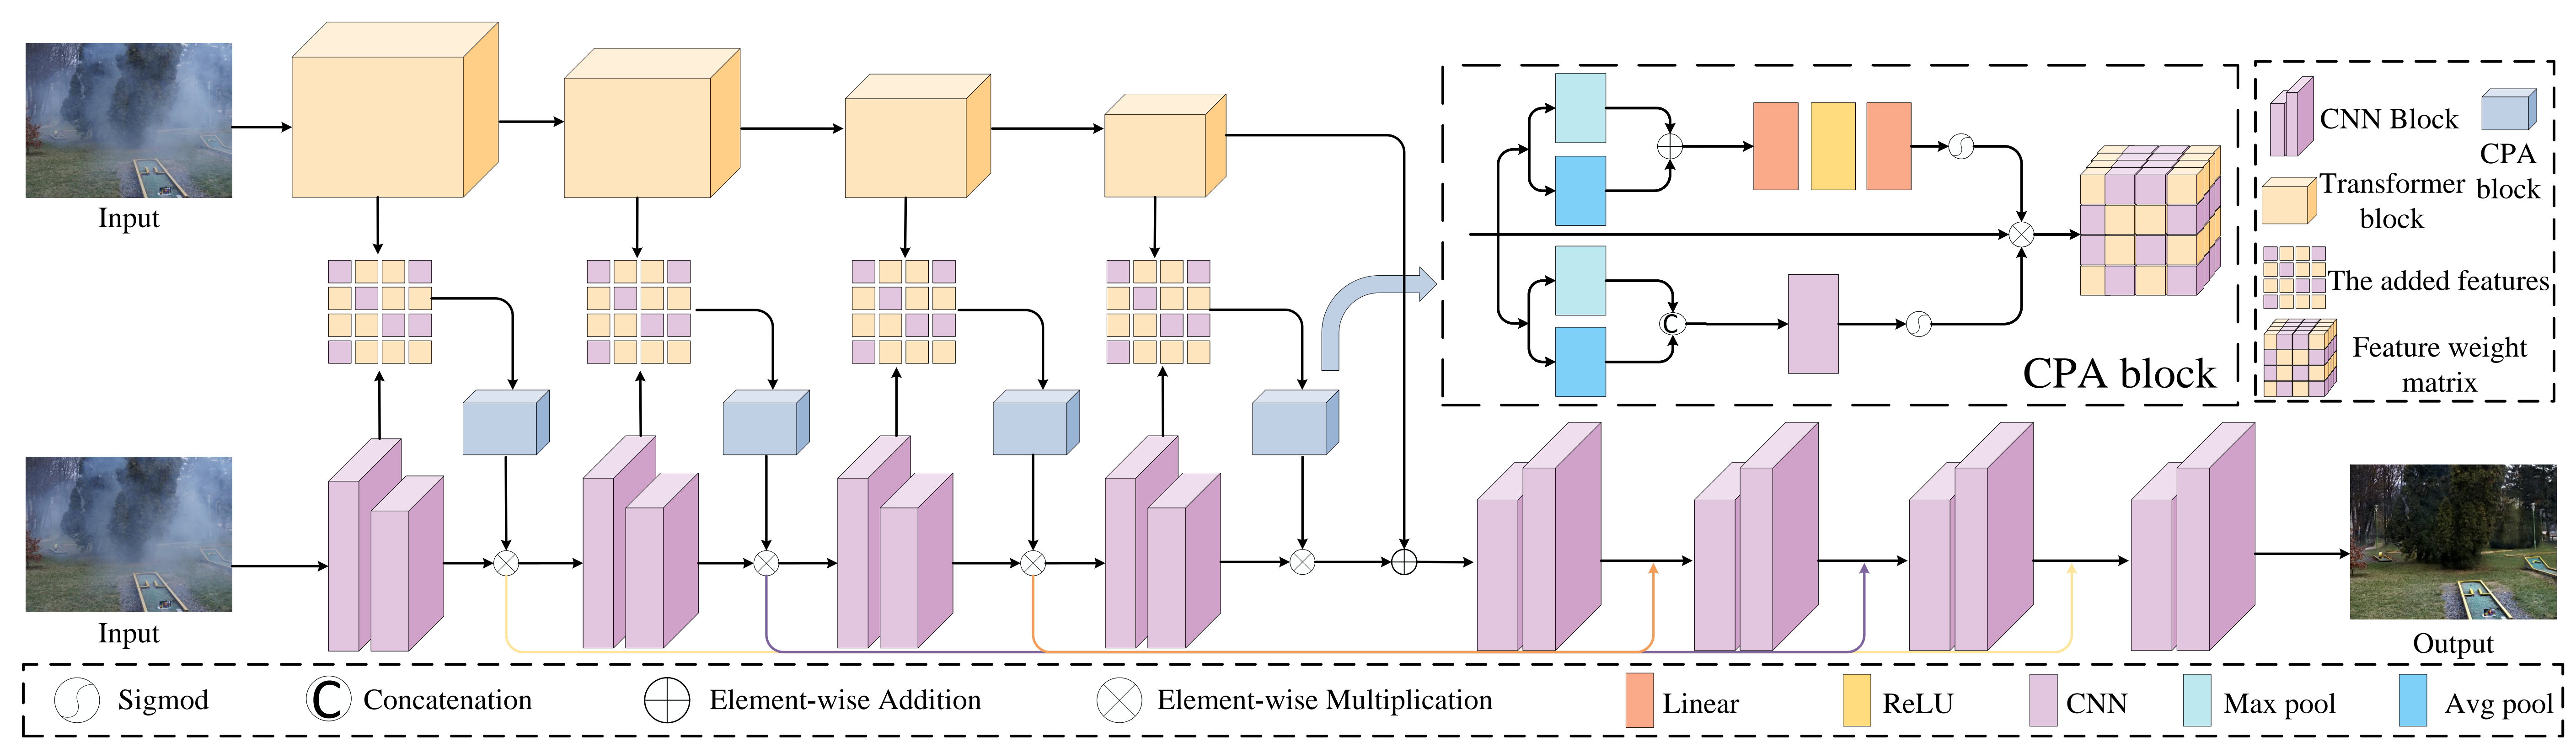 Input
CNN Block
CPA
block
Transformer
block
The added features
Feature weight
matrix
CPA block
C
Input
Output
Sigmod
C
Concatenation
Element-wise Addition
Element-wise Multiplication
Linear
ReLU
CNN
Max pool
Avg pool